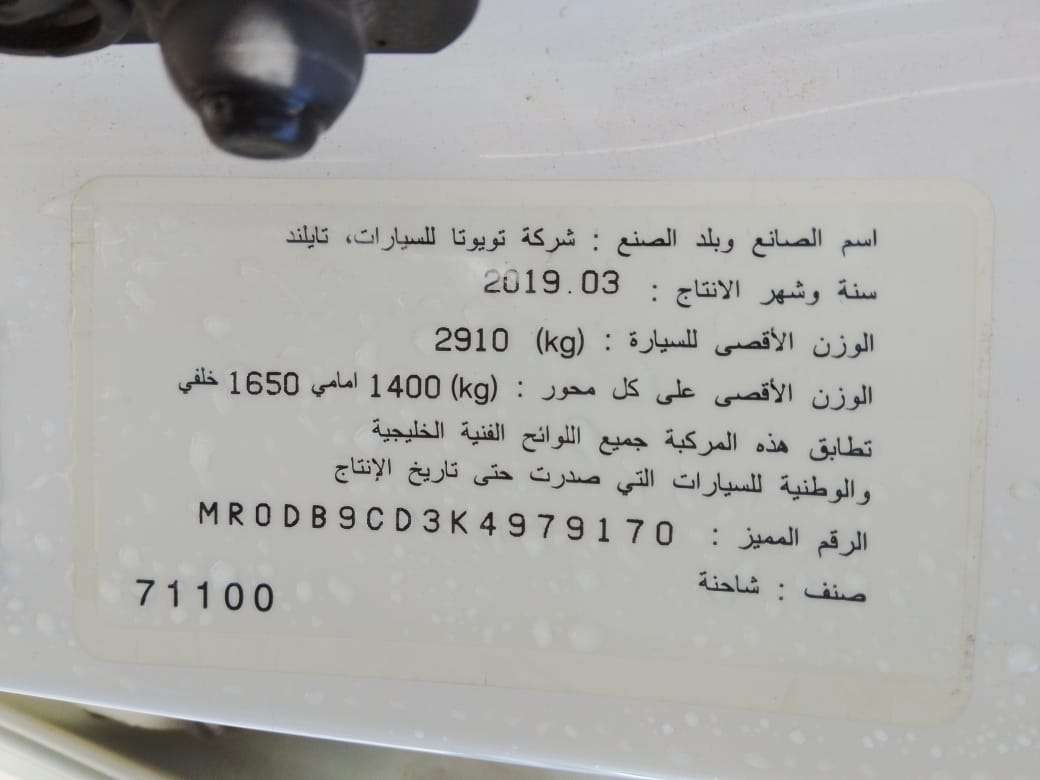 اسم الصانع وبلد الصنع : شركة تويوتا للسيارات، تايلند
سنة وشهر الانتاج : 2019.03
الوزن الأقصى للسيارة : (kg) 2910
الوزن الأقصى على كل محور : (kg) 1400 امامي 1650 خلفي
تطابق هذه المركبة جميع اللوائح الفنية الخليجية
والوطنية للسيارات التي صدرت حتى تاريخ الإنتاج
الرقم المميز : MR0DB9CD3K4979170
صنف : شاحنة
71100